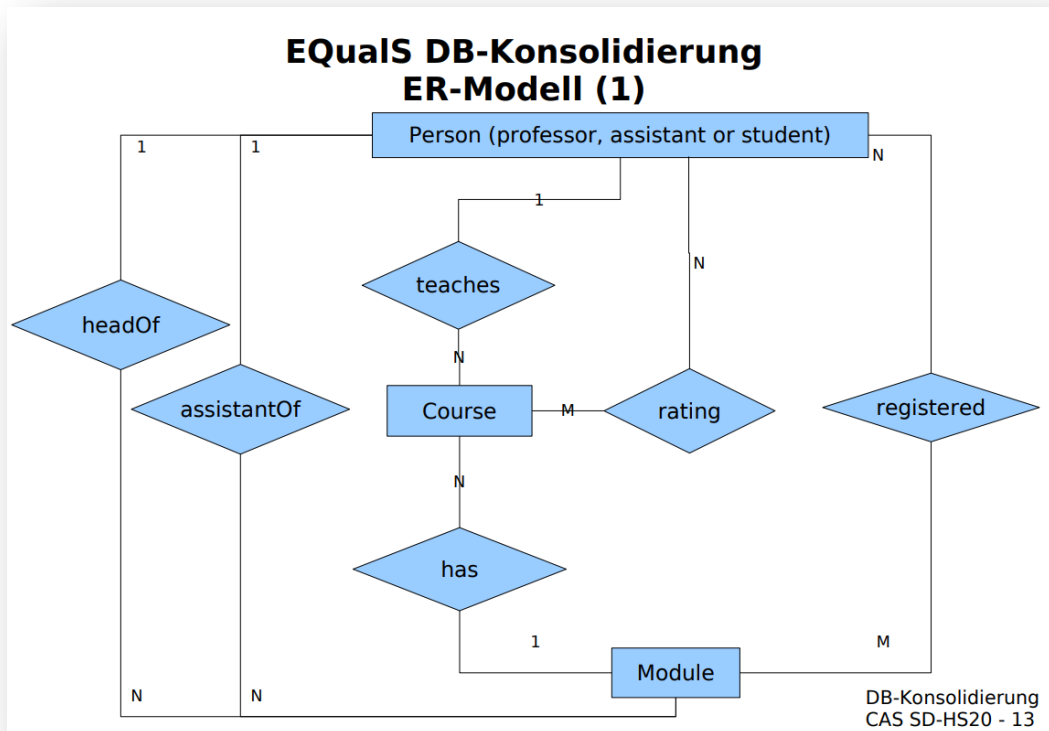 EQualS DB-Konsolidierung
ER-Modell (1)
Person (professor, assistant or student)
1
1
N
1
teaches
N
headOf
N
assistantOf
Course
M
rating
registered
N
has
1
M
Module
N
N
DB-Konsolidierung
CAS SD-HS20 - 13